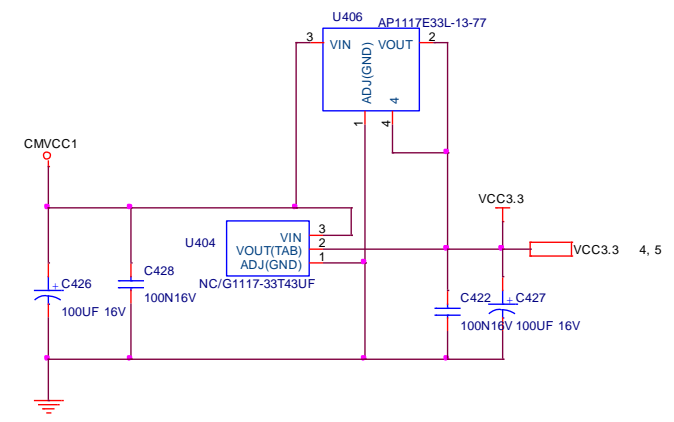 U406
AP1117E33L-13-77
3
VIN
VOUT
2
ADJ(GND)
4
1
4
CMVCC1
VCC3.3
U404
VIN
3
VOUT(TAB)
2
ADJ(GND)
1
NC/G1117-33T43UF
VCC3.3
4, 5
C426
100UF 16V
C428
100N16V
C422
100N16V
C427
100UF 16V